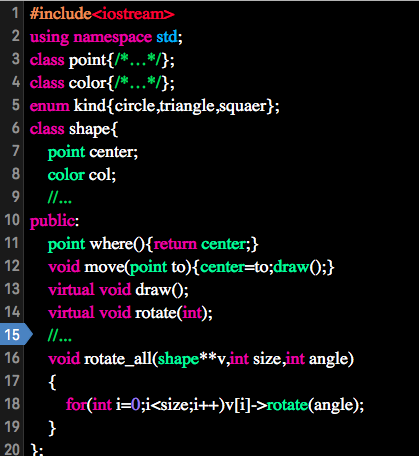 1 #include<iostream>
2 using namespace std;
3 class point{/*...*/};
4 class color{/*...*/};
5 enum kind{circle,triangle,squaer};
6 class shape{
7 point center;
8 color col;
9 //...
10 public:
11 point where(){return center;}
12 void move(point to){center=to;draw();}
13 virtual void draw();
14 virtual void rotate(int);
15 //...
16 void rotate_all(shape**v,int size,int angle)
17 {
18 for(int i=0;i<size;i++)v[i]->rotate(angle);
19 }
20 };